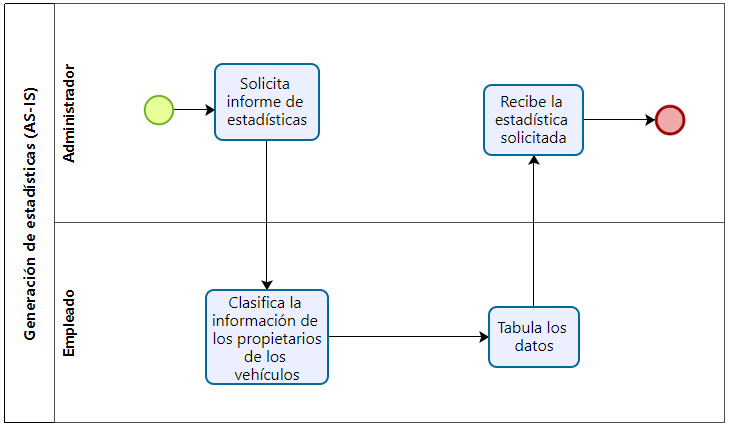 Generación de estadísticas (AS-IS)
Administrador
Solicita
informe de
estadísticas
Recibe la
estadística
solicitada
Empleado
Clasifica la
información de
los propietarios
de los
vehículos
Tabula los
datos